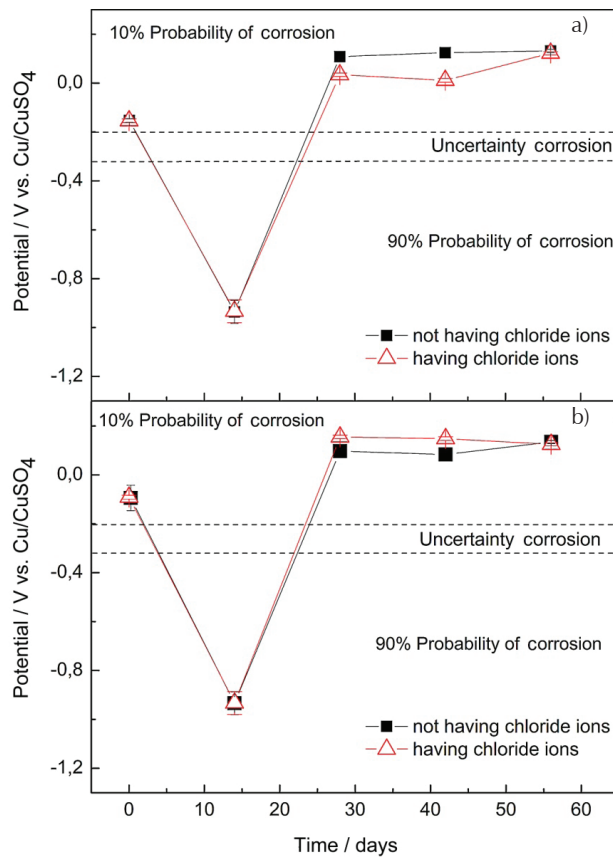 10% Probability of corrosion
a)
0,0
Uncertainty corrosion
-0,4
90% Probability of corrosion
-0,8
not having chloride ions
having chloride ions
-1,2
Potential / V vs. Cu/CuSO4
10% Probability of corrosion
b)
0,0
Uncertainty corrosion
-0,4
90% Probability of corrosion
-0,8
not having chloride ions
having chloride ions
-1,2
Potential / V vs. Cu/CuSO4
0 10 20 30 40 50 60
Time / days